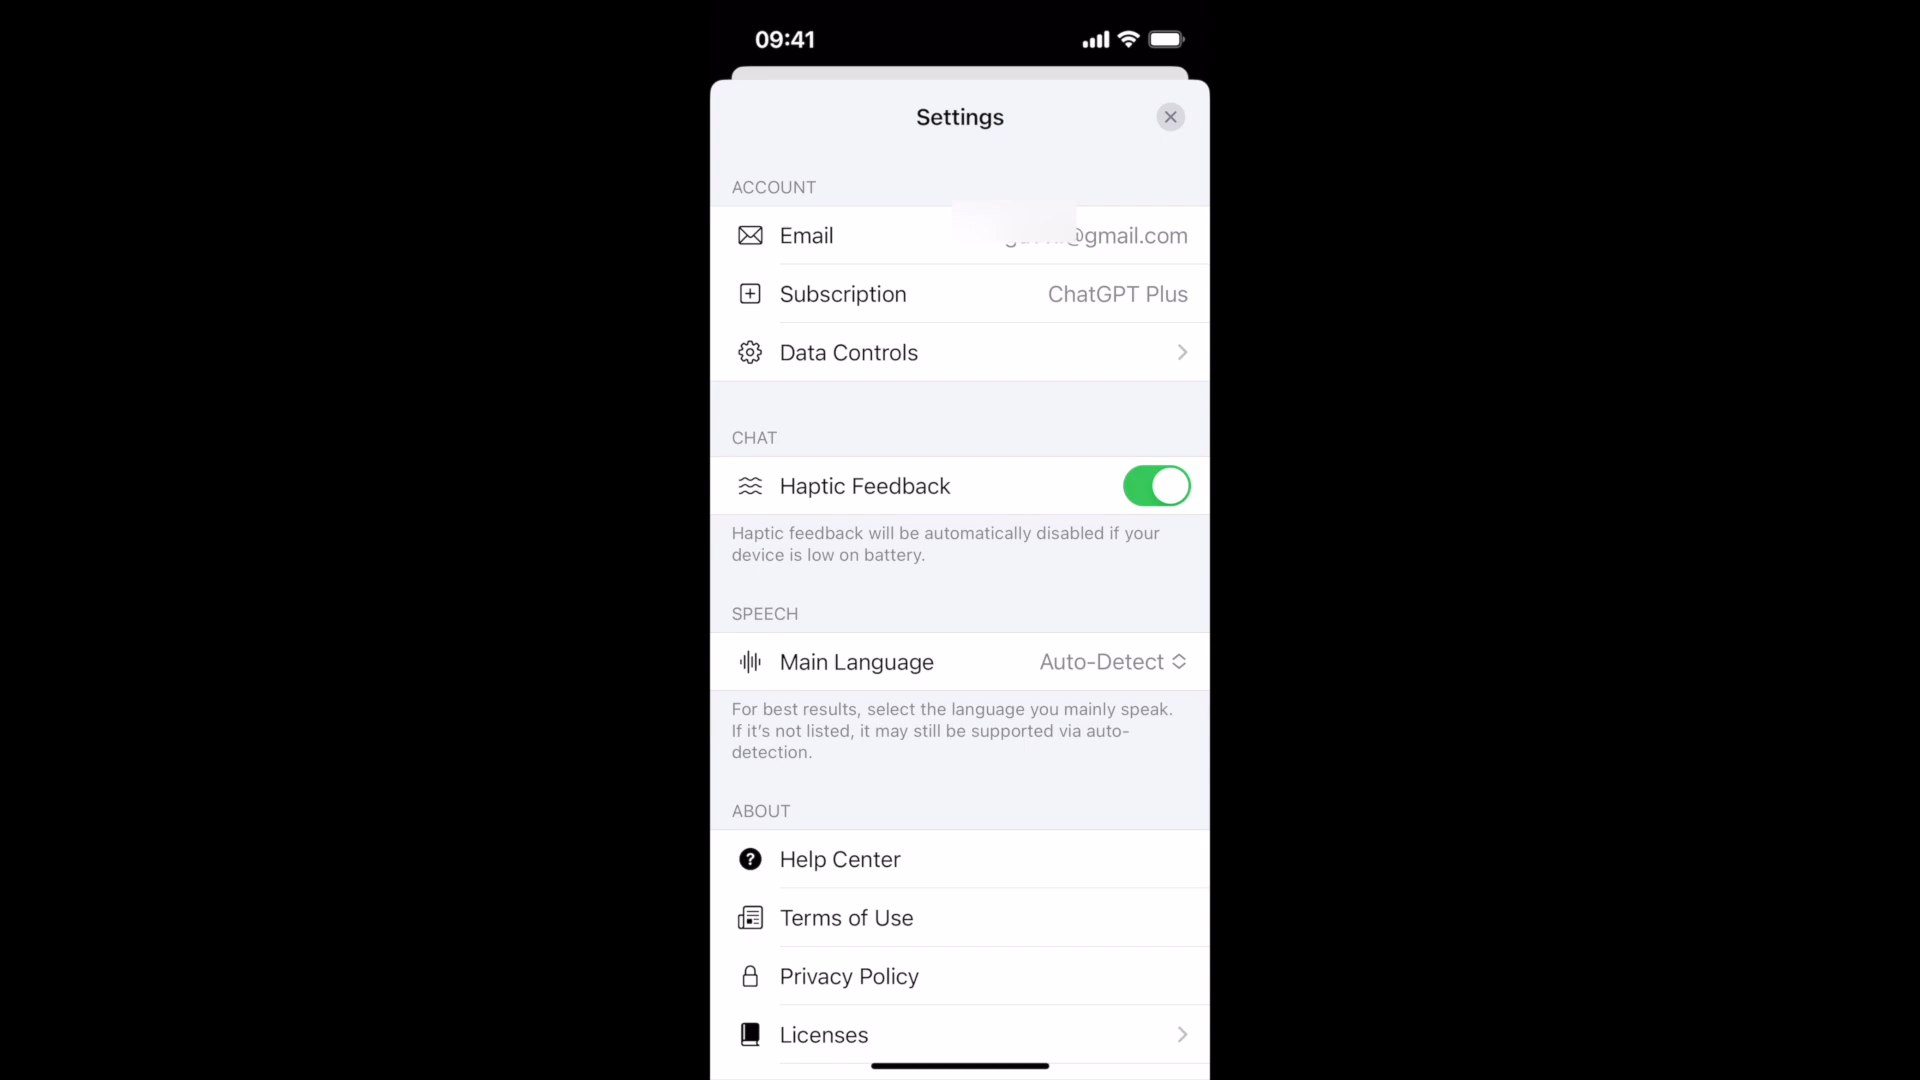 09:41
Settings
ACCOUNT
Email @gmail.com
Subscription ChatGPT Plus
Data Controls
CHAT
Haptic Feedback
Haptic feedback will be automatically disabled if your
device is low on battery.
SPEECH
Main Language Auto-Detect
For best results, select the language you mainly speak.
If it’s not listed, it may still be supported via auto-
detection.
ABOUT
Help Center
Terms of Use
Privacy Policy
Licenses